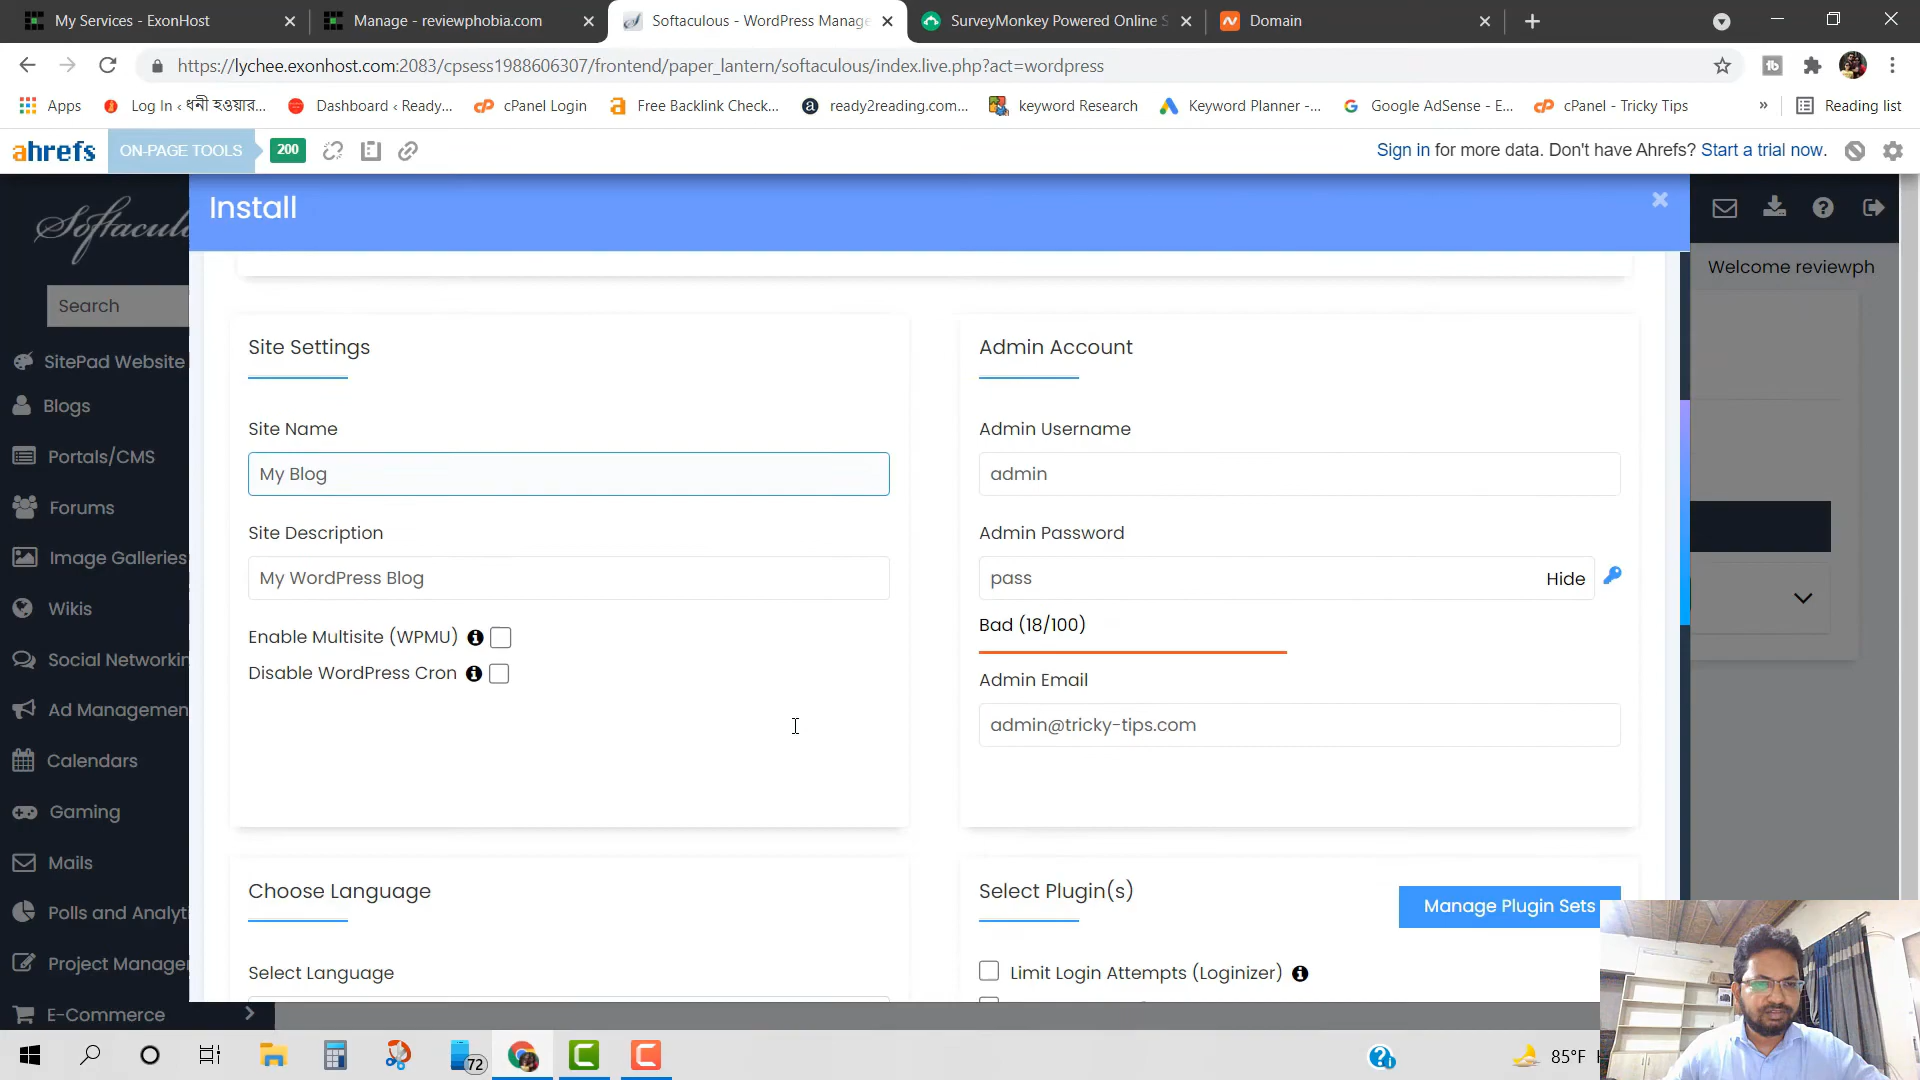 My Services - ExonHost
Manage - reviewphobia.com
Softaculous - WordPress Manage
SurveyMonkey Powered Online S
Domain
https://lychee.exonhost.com:2083/cpsess1988606307/frontend/paper_lantern/softaculous/index.live.php?act=wordpress
Apps
Log In ‹ ধনী হওয়ার...
Dashboard ‹ Ready...
cPanel Login
Free Backlink Check...
ready2reading.com...
keyword Research
Keyword Planner -...
Google AdSense - E...
cPanel - Tricky Tips
»
Reading list
ahrefs
ON-PAGE TOOLS
200
Sign in for more data. Don't have Ahrefs? Start a trial now.
Softaculo
Install
Welcome reviewph
Search
SitePad Website
Blogs
Portals/CMS
Forums
Image Galleries
Wikis
Social Networkin
Ad Managemen
Calendars
Gaming
Mails
Polls and Analyti
Project Manager
E-Commerce
Site Settings
Site Name
My Blog
Site Description
My WordPress Blog
Enable Multisite (WPMU)
Disable WordPress Cron
Admin Account
Admin Username
admin
Admin Password
pass
Hide
Bad (18/100)
Admin Email
admin@tricky-tips.com
Choose Language
Select Language
Select Plugin(s)
Manage Plugin Sets
Limit Login Attempts (Loginizer)
72
85°F